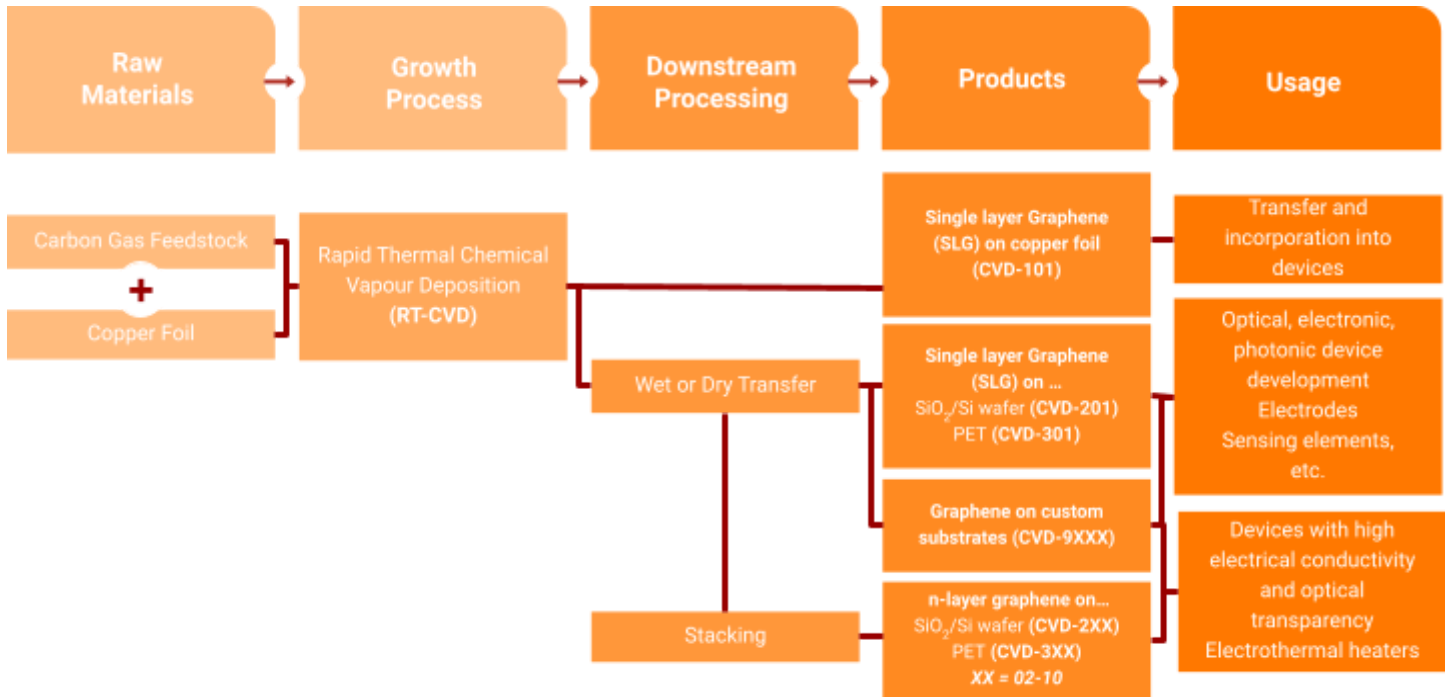 Raw
Materials
Growth
Process
Downstream
Processing
Products
Usage
Carbon Gas Feedstock
+
Copper Foil
Rapid Thermal Chemical
Vapour Deposition
(RT-CVD)
Wet or Dry Transfer
Stacking
Single layer Graphene
(SLG) on copper foil
(CVD-101)
Single layer Graphene
(SLG) on ...
SiO₂/Si wafer (CVD-201)
PET (CVD-301)
Graphene on custom
substrates (CVD-9XXX)
n-layer graphene on...
SiO₂/Si wafer (CVD-2XX)
PET (CVD-3XX)
XX = 02-10
Transfer and
incorporation into
devices
Optical, electronic,
photonic device
development
Electrodes
Sensing elements,
etc.
Devices with high
electrical conductivity
and optical
transparency
Electrothermal heaters